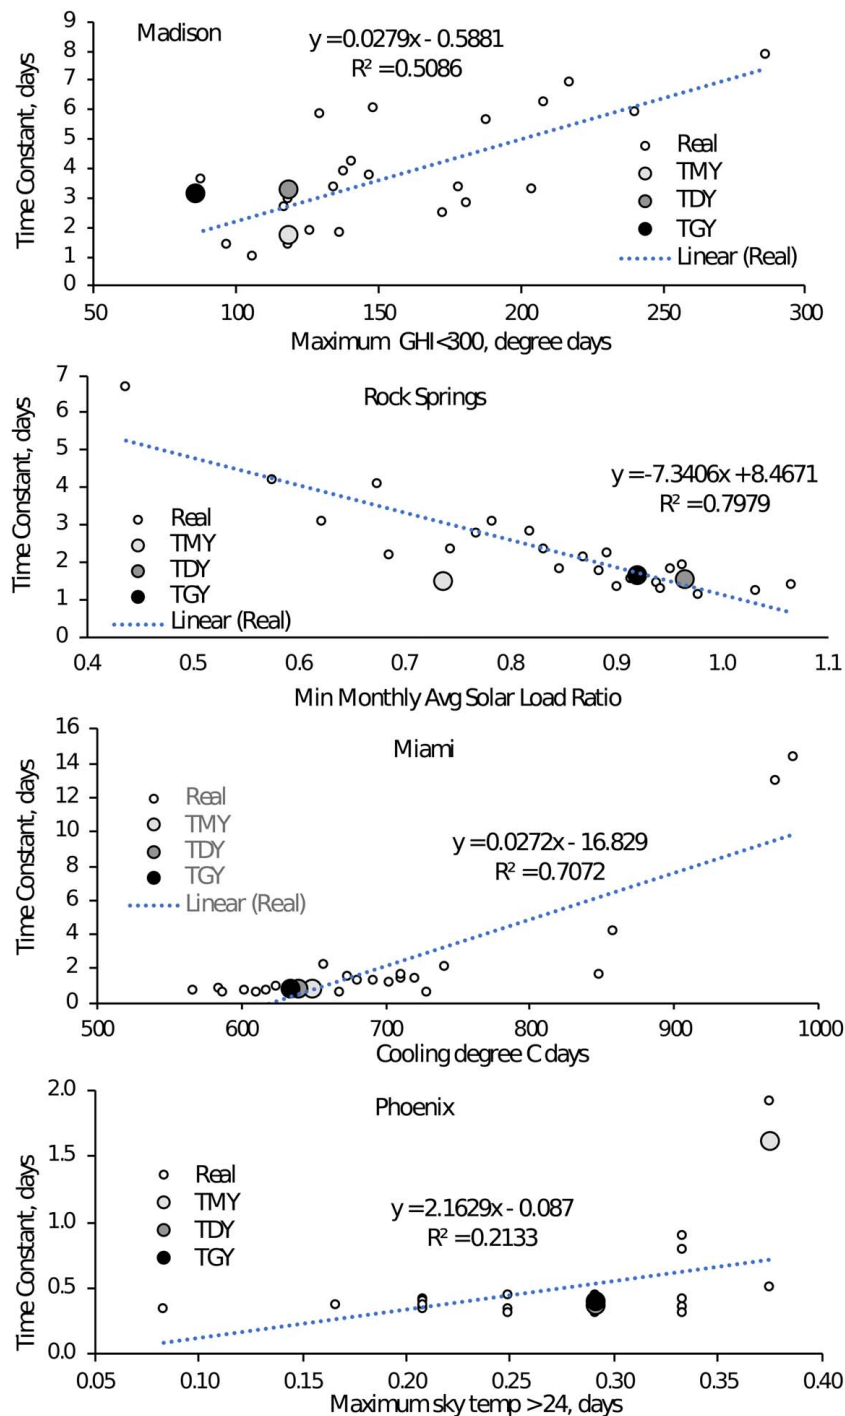 Madison
y = 0.0279x - 0.5881
R² = 0.5086
Time Constant, days
9
8
7
6
5
4
3
2
1
0
Real
TMY
TDY
TGY
Linear (Real)
50 100 150 200 250 300
Maximum GHI<300, degree days
Rock Springs
y = -7.3406x + 8.4671
R² = 0.7979
Time Constant, days
7
6
5
4
3
2
1
0
Real
TMY
TDY
TGY
Linear (Real)
0.4 0.5 0.6 0.7 0.8 0.9 1.0 1.1
Min Monthly Avg Solar Load Ratio
Miami
y = 0.0272x - 16.829
R² = 0.7072
Time Constant, days
16
14
12
10
8
6
4
2
0
Real
TMY
TDY
TGY
Linear (Real)
500 600 700 800 900 1000
Cooling degree C days
Phoenix
y = 2.1629x - 0.087
R² = 0.2133
Time Constant, days
2.0
1.5
1.0
0.5
0.0
Real
TMY
TDY
TGY
0.05 0.10 0.15 0.20 0.25 0.30 0.35 0.40
Maximum sky temp >24, days